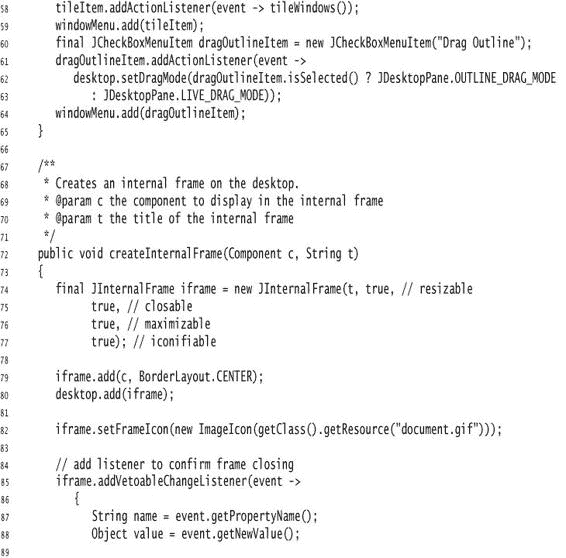 58 tileItem.addActionListener(event -> tileWindows());
59 windowMenu.add(tileItem);
60 final JCheckBoxMenuItem dragOutlineItem = new JCheckBoxMenuItem("Drag Outline");
61 dragOutlineItem.addActionListener(event ->
62 desktop.setDragMode(dragOutlineItem.isSelected() ? JDesktopPane.OUTLINE_DRAG_MODE
63 : JDesktopPane.LIVE_DRAG_MODE));
64 windowMenu.add(dragOutlineItem);
65 }
66
67 /**
68 * Creates an internal frame on the desktop.
69 * @param c the component to display in the internal frame
70 * @param t the title of the internal frame
71 */
72 public void createInternalFrame(Component c, String t)
73 {
74 final JInternalFrame iframe = new JInternalFrame(t, true, // resizable
75 true, // closable
76 true, // maximizable
77 true); // iconifiable
78
79 iframe.add(c, BorderLayout.CENTER);
80 desktop.add(iframe);
81
82 iframe.setFrameIcon(new ImageIcon(getClass().getResource("document.gif")));
83
84 // add listener to confirm frame closing
85 iframe.addVetoableChangeListener(event ->
86 {
87 String name = event.getPropertyName();
88 Object value = event.getNewValue();
89